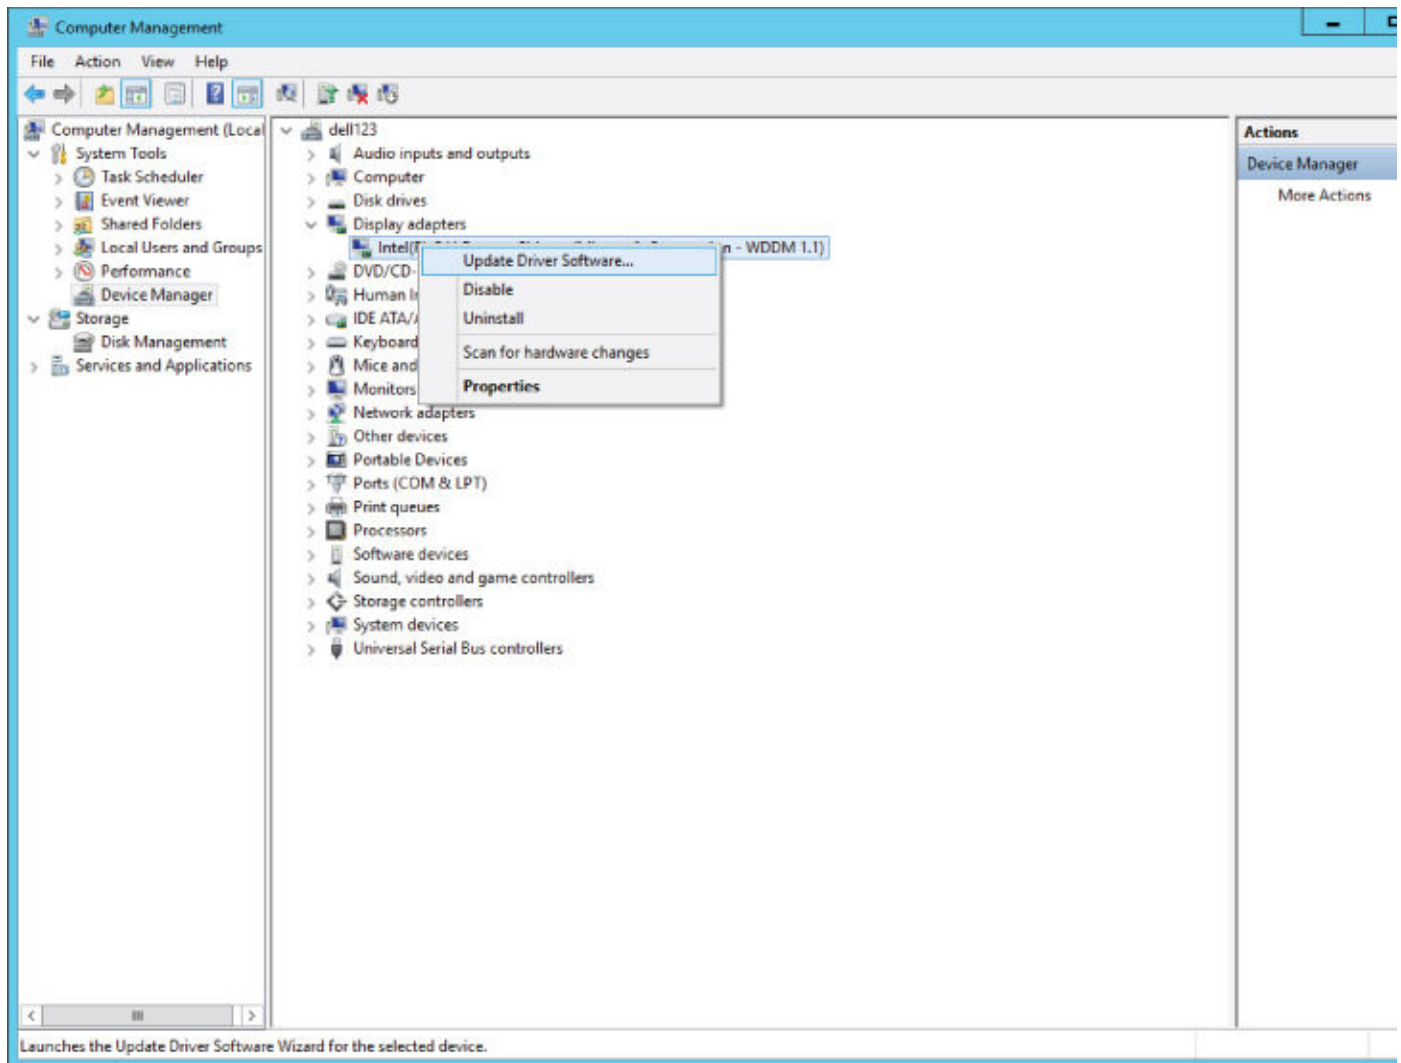 Computer Management
File Action View Help
Computer Management (Local
System Tools
Task Scheduler
Event Viewer
Shared Folders
Local Users and Groups
Performance
Device Manager
Storage
Disk Management
Services and Applications
dell123
Audio inputs and outputs
Computer
Disk drives
Display adapters
Intel( n - WDDM 1.1)
DVD/CD-
Human I
IDE ATA/
Keyboard
Mice and
Monitors
Network adapters
Other devices
Portable Devices
Ports (COM & LPT)
Print queues
Processors
Software devices
Sound, video and game controllers
Storage controllers
System devices
Universal Serial Bus controllers
Update Driver Software...
Disable
Uninstall
Scan for hardware changes
Properties
Actions
Device Manager
More Actions
Launches the Update Driver Software Wizard for the selected device.